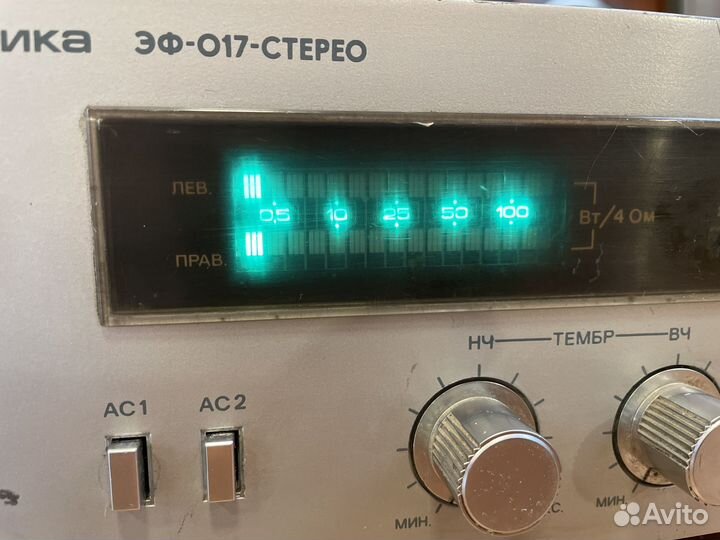 ика ЭФ-017-СТЕРЕО
ЛЕВ.
0,5 10 25 50 100
Вт/4 Ом
ПРАВ.
НЧ ТЕМБР ВЧ
АС1 АС2
МИН. С. МИН.
Avito